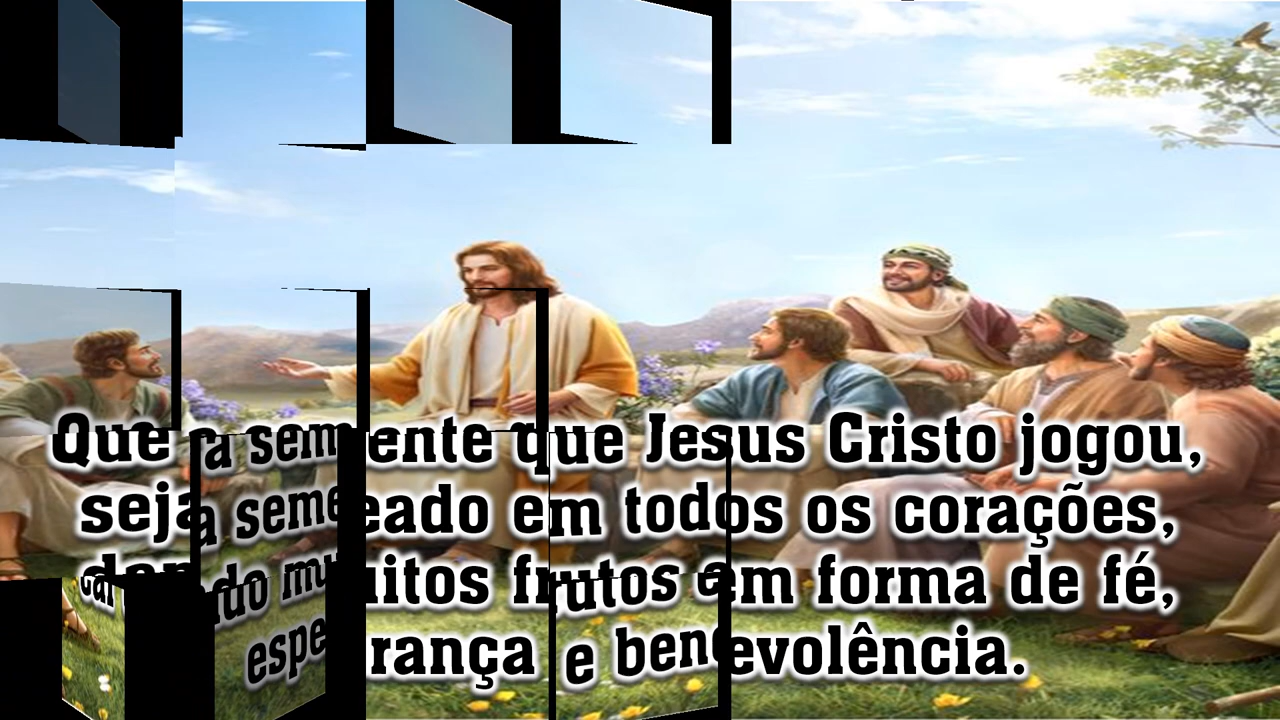 Que a semente que Jesus Cristo jogou,
seja semeado em todos os corações,
dando muitos frutos em forma de fé,
esperança e benevolência.